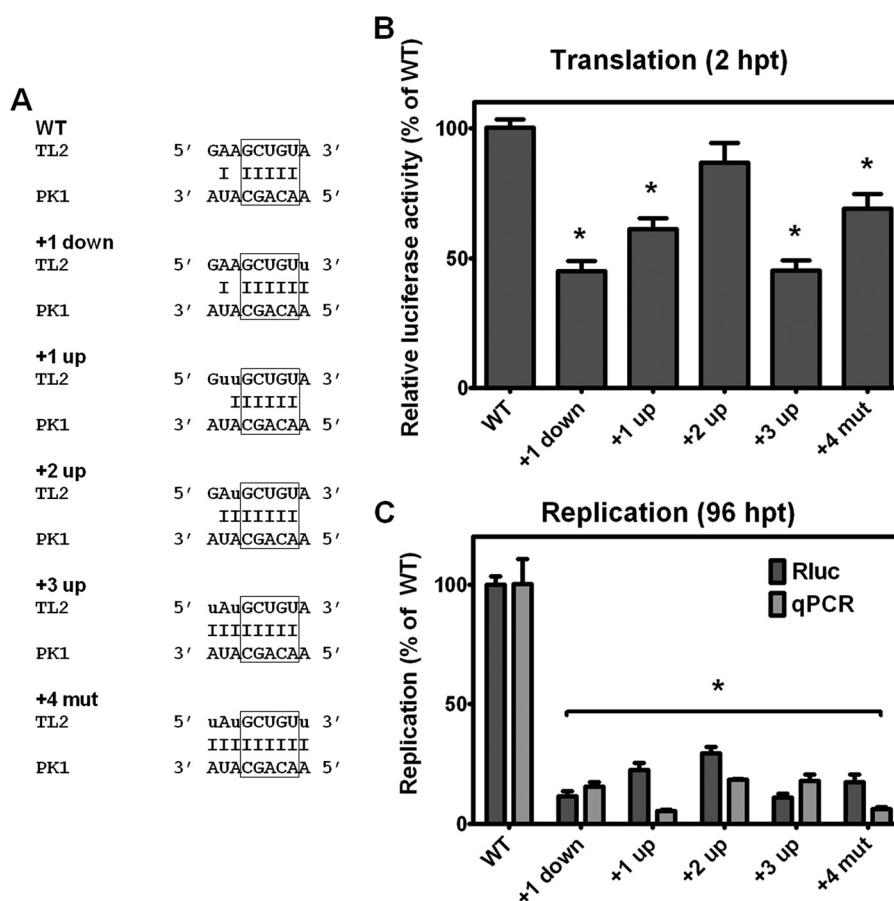 A
WT
TL2 5′ GAAGCUGUA 3′
I IIIII
PK1 3′ AUACGACAA 5′
+1 down
TL2 5′ GAAGCUGUu 3′
I IIIIII
PK1 3′ AUACGACAA 5′
+1 up
TL2 5′ GuuGCUGUA 3′
IIIIII
PK1 3′ AUACGACAA 5′
+2 up
TL2 5′ GAuGCUGUA 3′
IIIIIII
PK1 3′ AUACGACAA 5′
+3 up
TL2 5′ uAuGCUGUA 3′
IIIIIIII
PK1 3′ AUACGACAA 5′
+4 mut
TL2 5′ uAuGCUGUu 3′
IIIIIIIII
PK1 3′ AUACGACAA 5′
B
Translation (2 hpt)
Relative luciferase activity (% of WT)
100
50
0
* * * *
WT +1 down +1 up +2 up +3 up +4 mut
C
Replication (96 hpt)
Replication (% of WT)
100
50
0
Rluc
qPCR
*
WT +1 down +1 up +2 up +3 up +4 mut